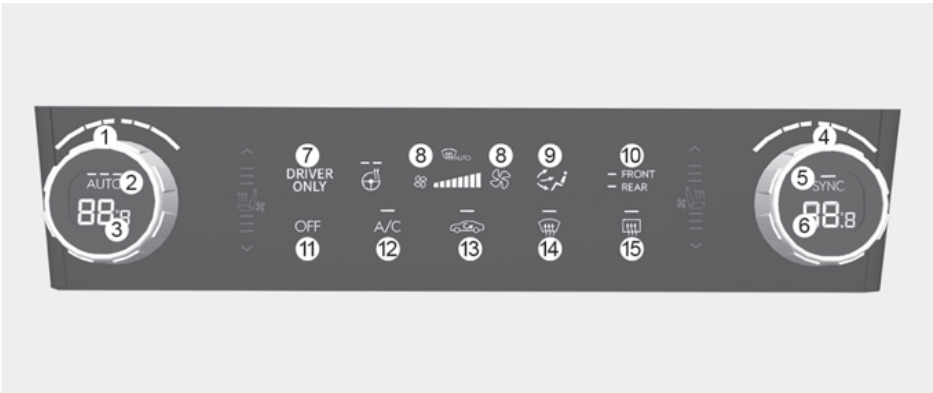 1
4
AUTO
2
88.8
3
7
DRIVER
ONLY
8
AUTO
8
9
10
FRONT
REAR
OFF
11
A/C
12
13
14
15
5
SYNC
6
88.8